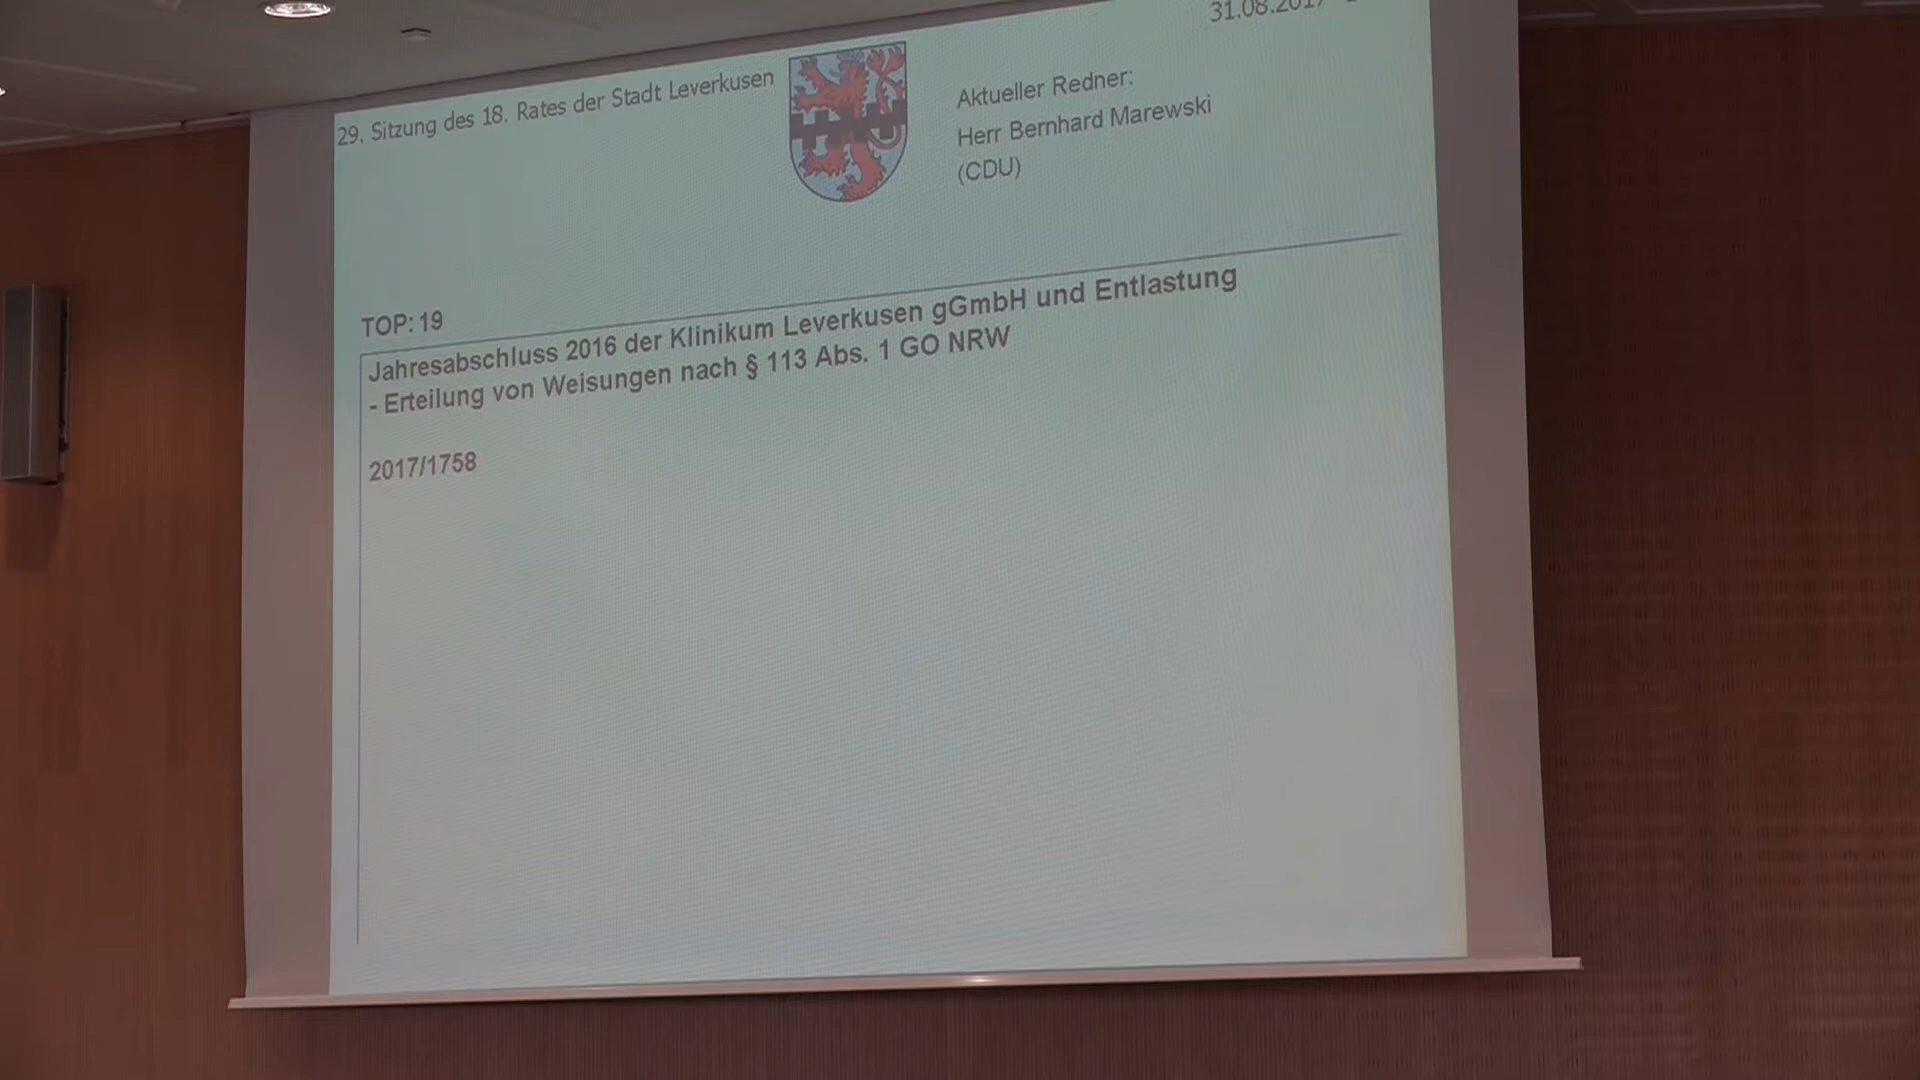 31.08.2017
29. Sitzung des 18. Rates der Stadt Leverkusen
Aktueller Redner:
Herr Bernhard Marewski
(CDU)
TOP: 19
Jahresabschluss 2016 der Klinikum Leverkusen gGmbH und Entlastung
- Erteilung von Weisungen nach § 113 Abs. 1 GO NRW
2017/1758